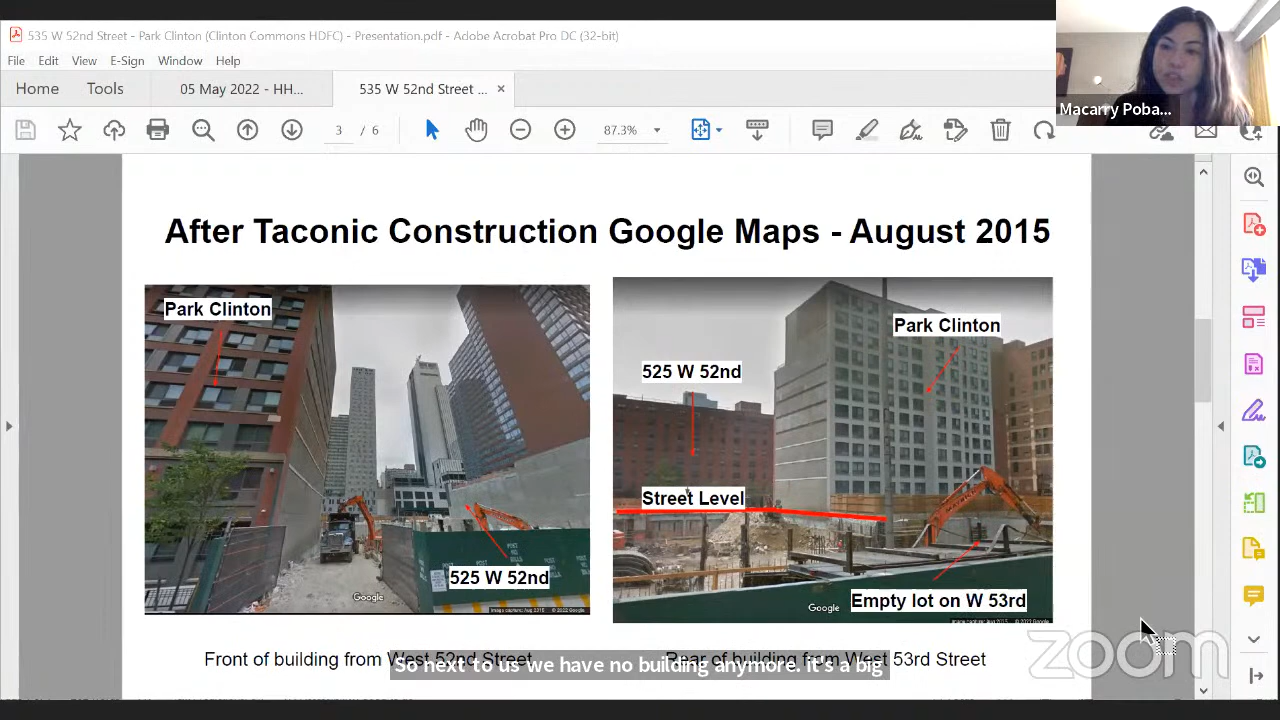 535 W 52nd Street - Park Clinton (Clinton Commons HDFC) - Presentation.pdf - Adobe Acrobat Pro DC (32-bit)
File Edit View E-Sign Window Help
Home Tools 05 May 2022 - HH... 535 W 52nd Street ... ×
Macarry Poba...
3 / 6 87.3%
After Taconic Construction Google Maps - August 2015
Park Clinton
525 W 52nd
Google
Park Clinton
525 W 52nd
Street Level
Empty lot on W 53rd
Google
Front of building from West 52nd Street
Rear of building from West 53rd Street
So next to us we have no building anymore. it's a big
zoom